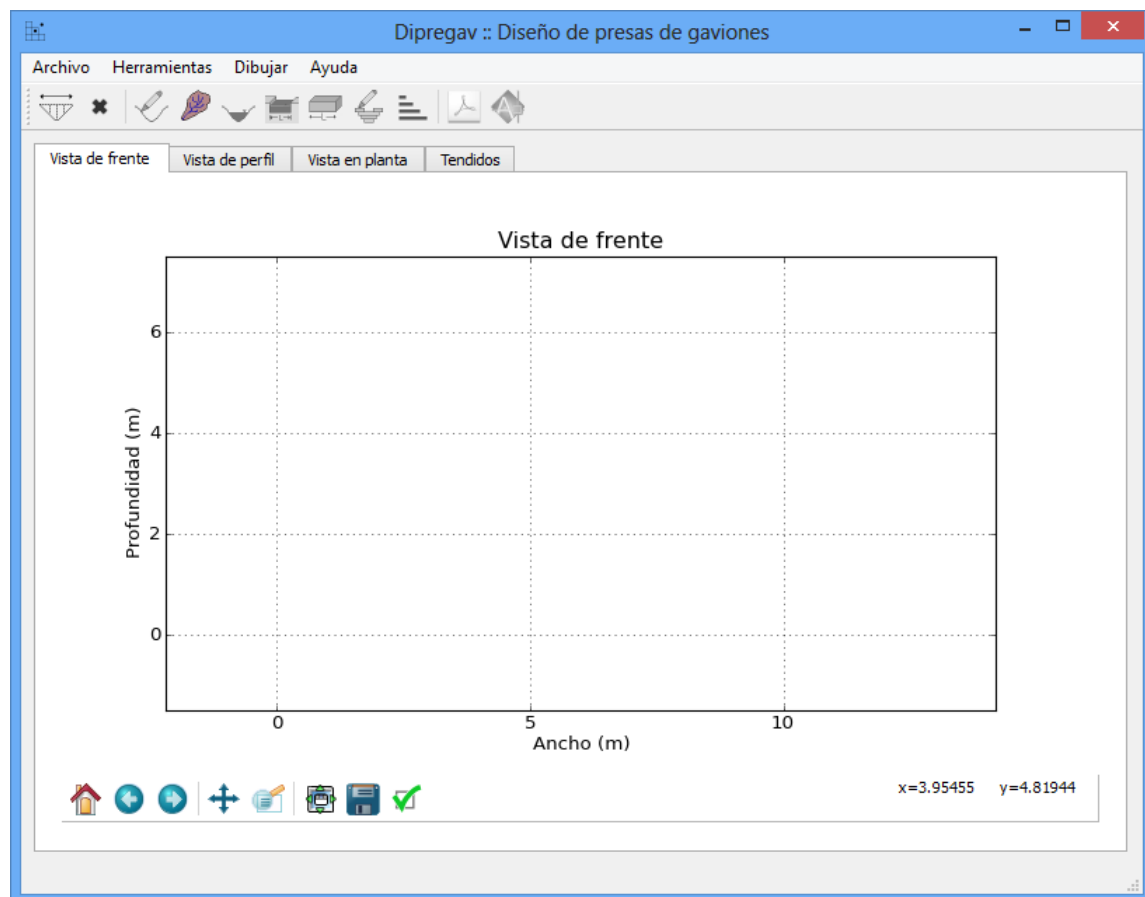 Dipregav :: Diseño de presas de gaviones
Archivo Herramientas Dibujar Ayuda
Vista de frente Vista de perfil Vista en planta Tendidos
Vista de frente
Profundidad (m)
6
4
2
0
0 5 10
Ancho (m)
x=3.95455 y=4.81944